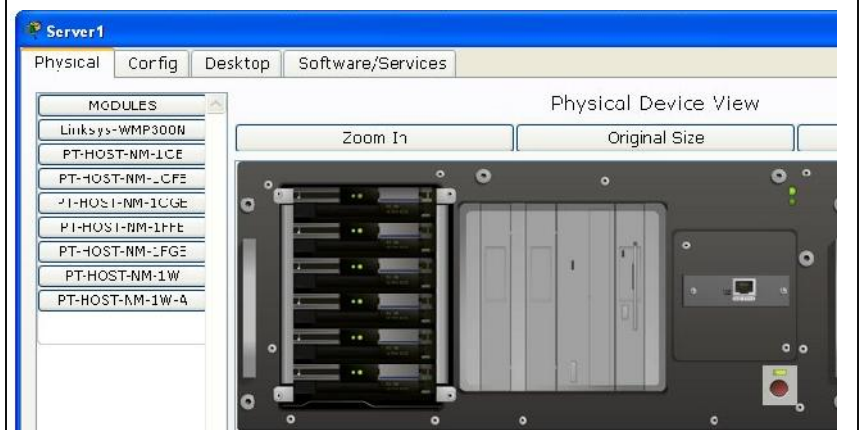 Server1
Physical Config Desktop Software/Services
MODULES
Linksys-WMP300N
PT-HOST-NM-1CE
PT-HOST-NM-1CFE
PT-HOST-NM-1CGE
PT-HOST-NM-1FFE
PT-HOST-NM-1FGE
PT-HOST-NM-1W
PT-HOST-NM-1W-A
Physical Device View
Zoom In Original Size